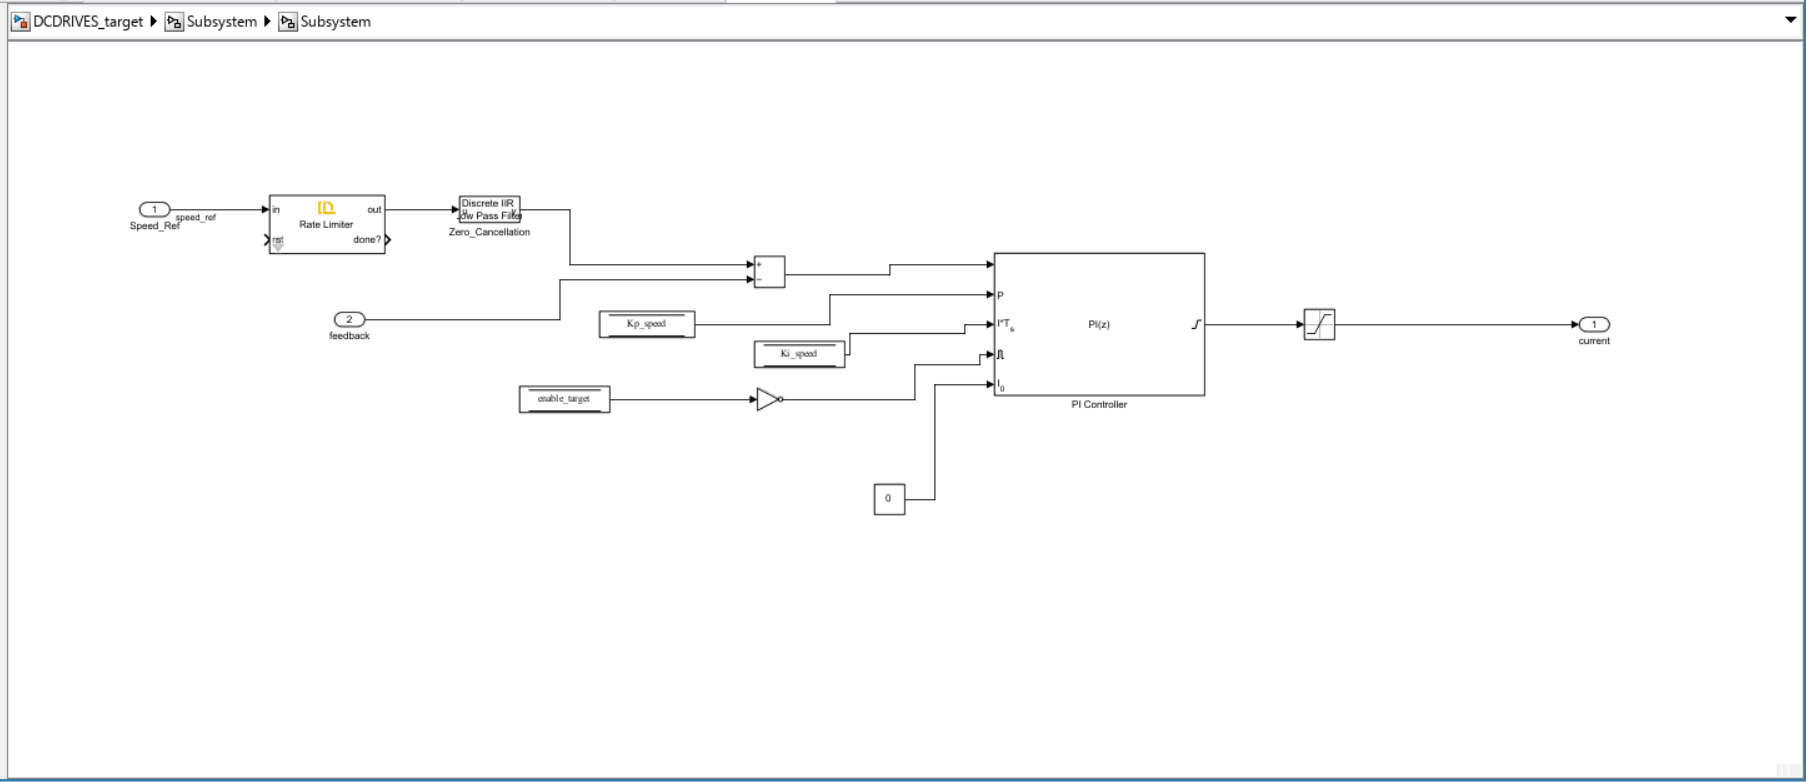 DCDRIVES_target Subsystem Subsystem
1
speed_ref
Speed_Ref
in
out
Rate Limiter
rst
done?
Discrete IIR
Low Pass Filter
Zero_Cancellation
+
−
2
feedback
Kp_speed
Ki_speed
enable_target
0
P
I*Ts
I0
PI(z)
PI Controller
1
current